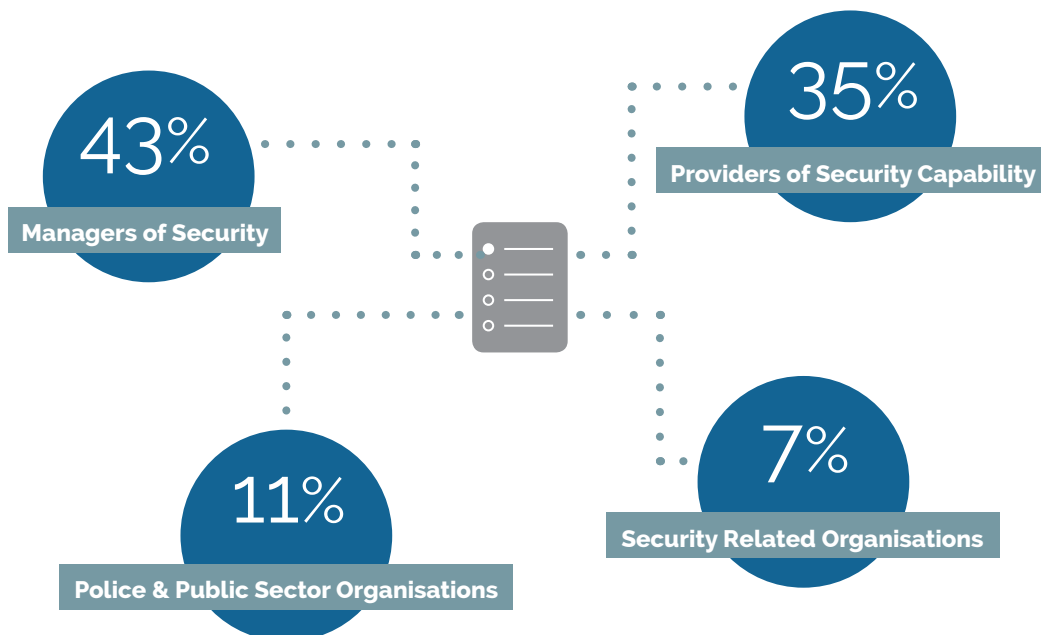 43%
Managers of Security
35%
Providers of Security Capability
11%
Police & Public Sector Organisations
7%
Security Related Organisations